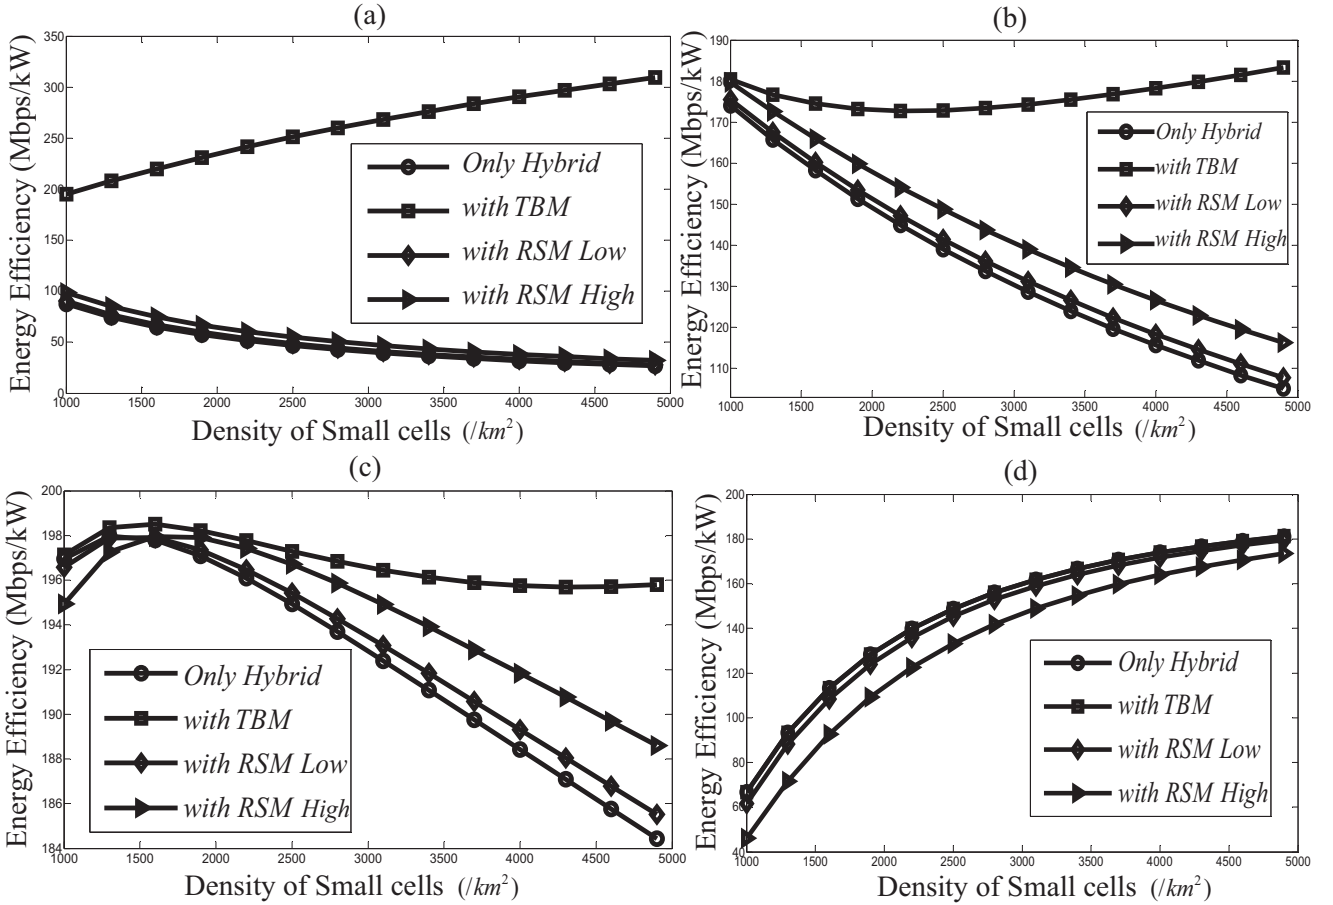 (a)
Energy Efficiency (Mbps/kW)
350
300
250
200
150
100
50
0
Only Hybrid
with TBM
with RSM Low
with RSM High
1000 1500 2000 2500 3000 3500 4000 4500 5000
Density of Small cells (/km²)
(b)
Energy Efficiency (Mbps/kW)
190
180
170
160
150
140
130
120
110
Only Hybrid
with TBM
with RSM Low
with RSM High
1000 1500 2000 2500 3000 3500 4000 4500 5000
Density of Small cells (/km²)
(c)
Energy Efficiency (Mbps/kW)
200
198
196
194
192
190
188
186
184
Only Hybrid
with TBM
with RSM Low
with RSM High
1000 1500 2000 2500 3000 3500 4000 4500 5000
Density of Small cells (/km²)
(d)
Energy Efficiency (Mbps/kW)
200
180
160
140
120
100
80
60
40
Only Hybrid
with TBM
with RSM Low
with RSM High
1000 1500 2000 2500 3000 3500 4000 4500 5000
Density of Small cells (/km²)